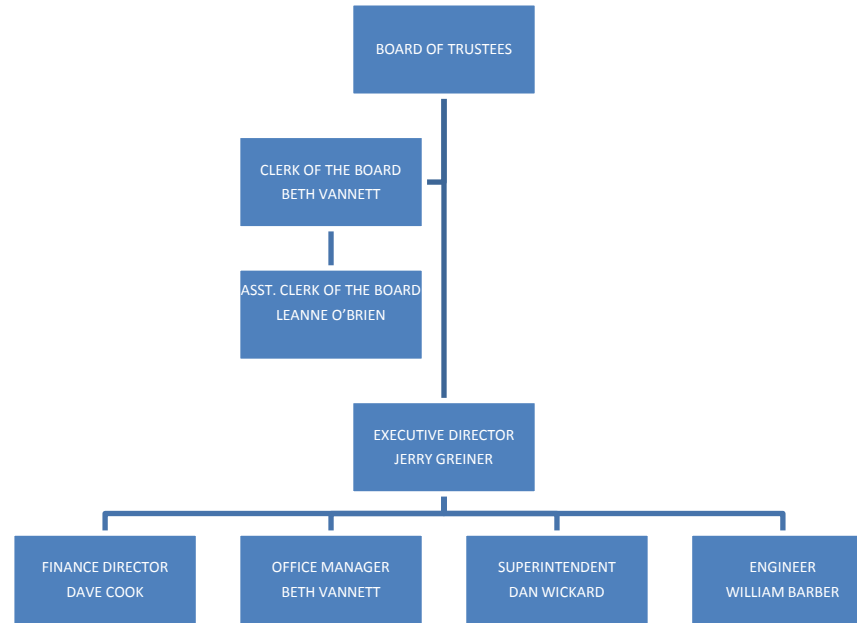 BOARD OF TRUSTEES
CLERK OF THE BOARD
BETH VANNETT
ASST. CLERK OF THE BOARD
LEANNE O’BRIEN
EXECUTIVE DIRECTOR
JERRY GREINER
FINANCE DIRECTOR
DAVE COOK
OFFICE MANAGER
BETH VANNETT
SUPERINTENDENT
DAN WICKARD
ENGINEER
WILLIAM BARBER